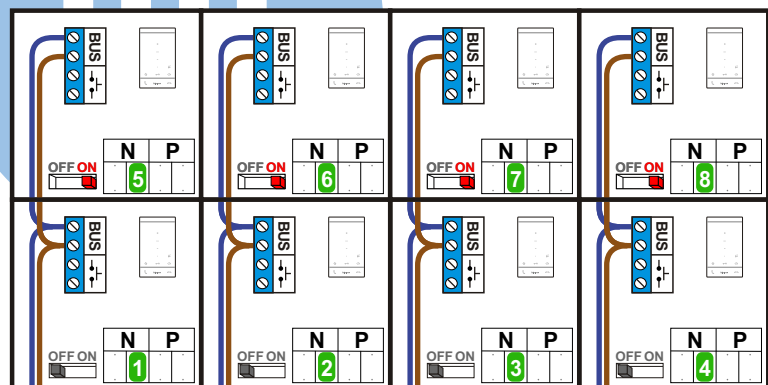 BUS BUS BUS BUS
N P N P N P N P
OFF ON OFF ON OFF ON OFF ON
5 6 7 8
BUS BUS BUS BUS
N P N P N P N P
OFF ON OFF ON OFF ON OFF ON
1 2 3 4